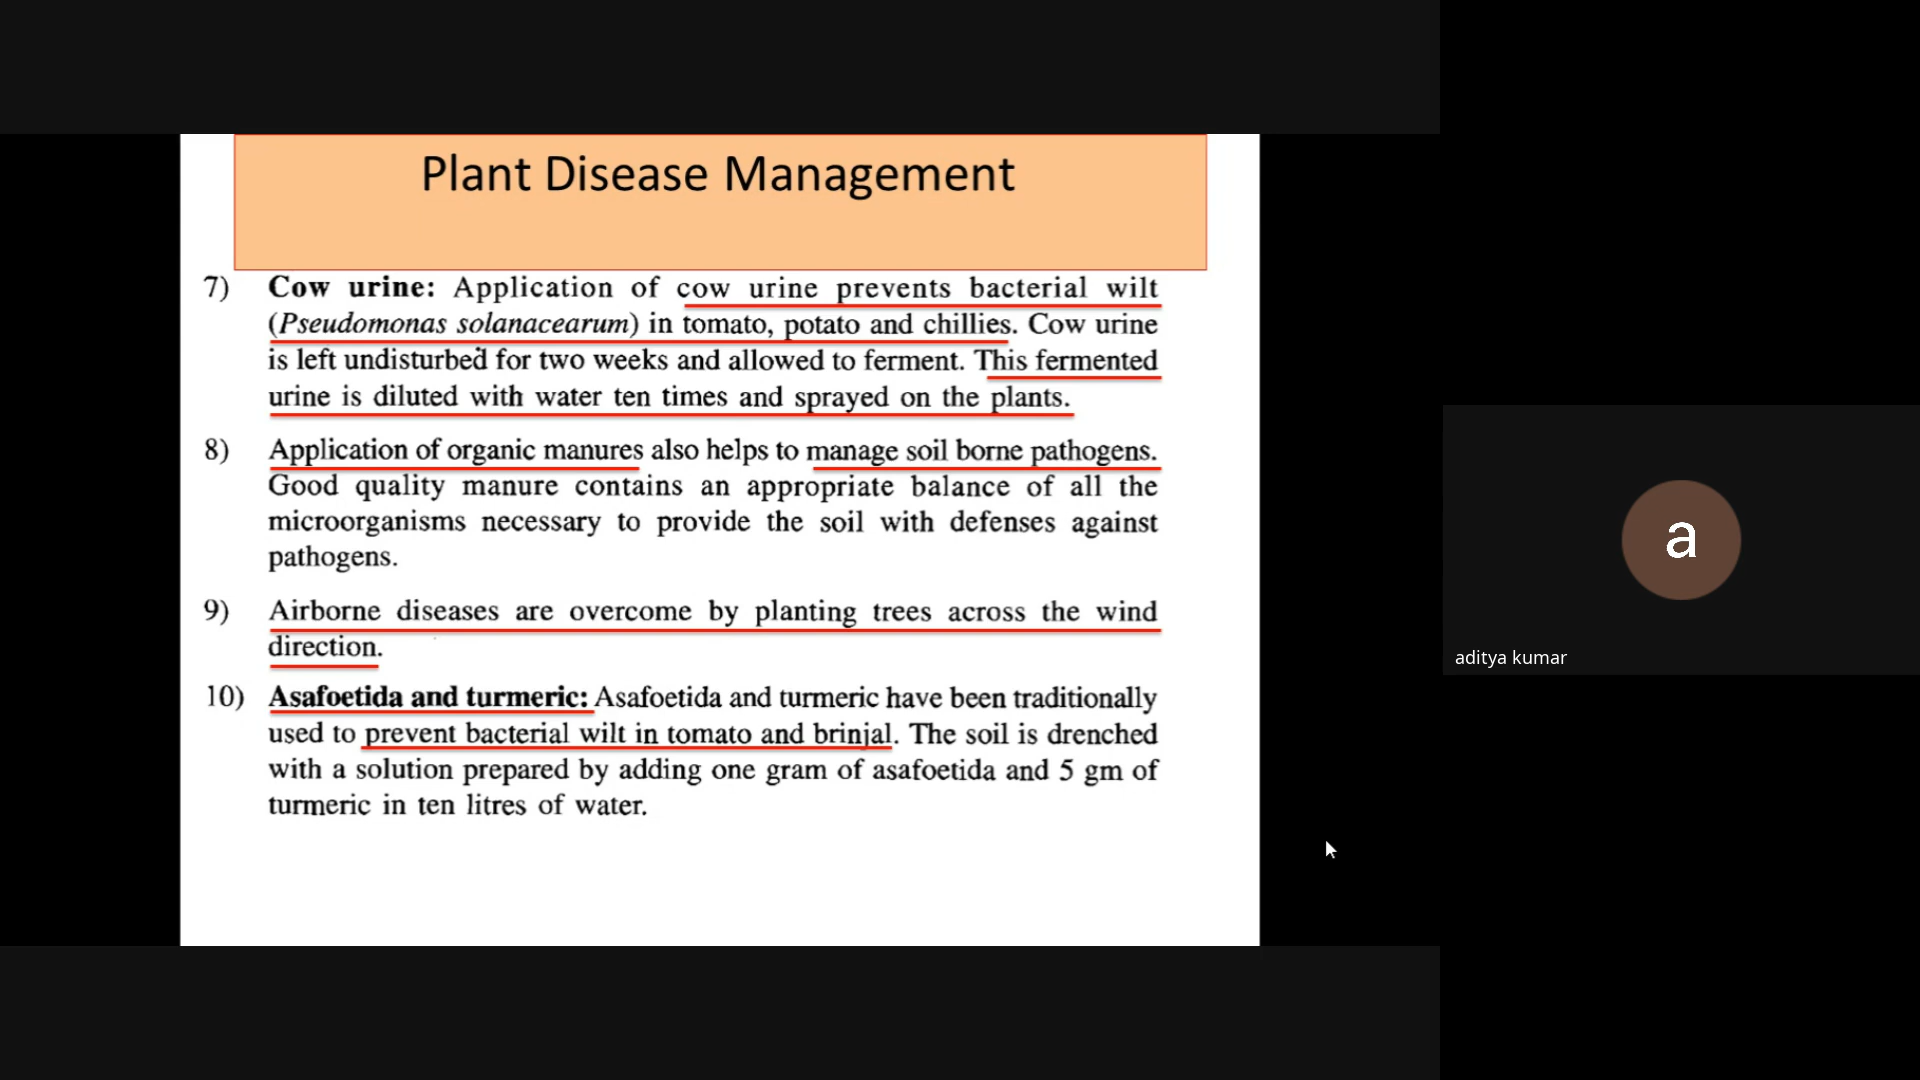 Plant Disease Management
7) Cow urine: Application of cow urine prevents bacterial wilt
(Pseudomonas solanacearum) in tomato, potato and chillies. Cow urine
is left undisturbed for two weeks and allowed to ferment. This fermented
urine is diluted with water ten times and sprayed on the plants.
8) Application of organic manures also helps to manage soil borne pathogens.
Good quality manure contains an appropriate balance of all the
microorganisms necessary to provide the soil with defenses against
pathogens.
9) Airborne diseases are overcome by planting trees across the wind
direction.
10) Asafoetida and turmeric: Asafoetida and turmeric have been traditionally
used to prevent bacterial wilt in tomato and brinjal. The soil is drenched
with a solution prepared by adding one gram of asafoetida and 5 gm of
turmeric in ten litres of water.
a
aditya kumar